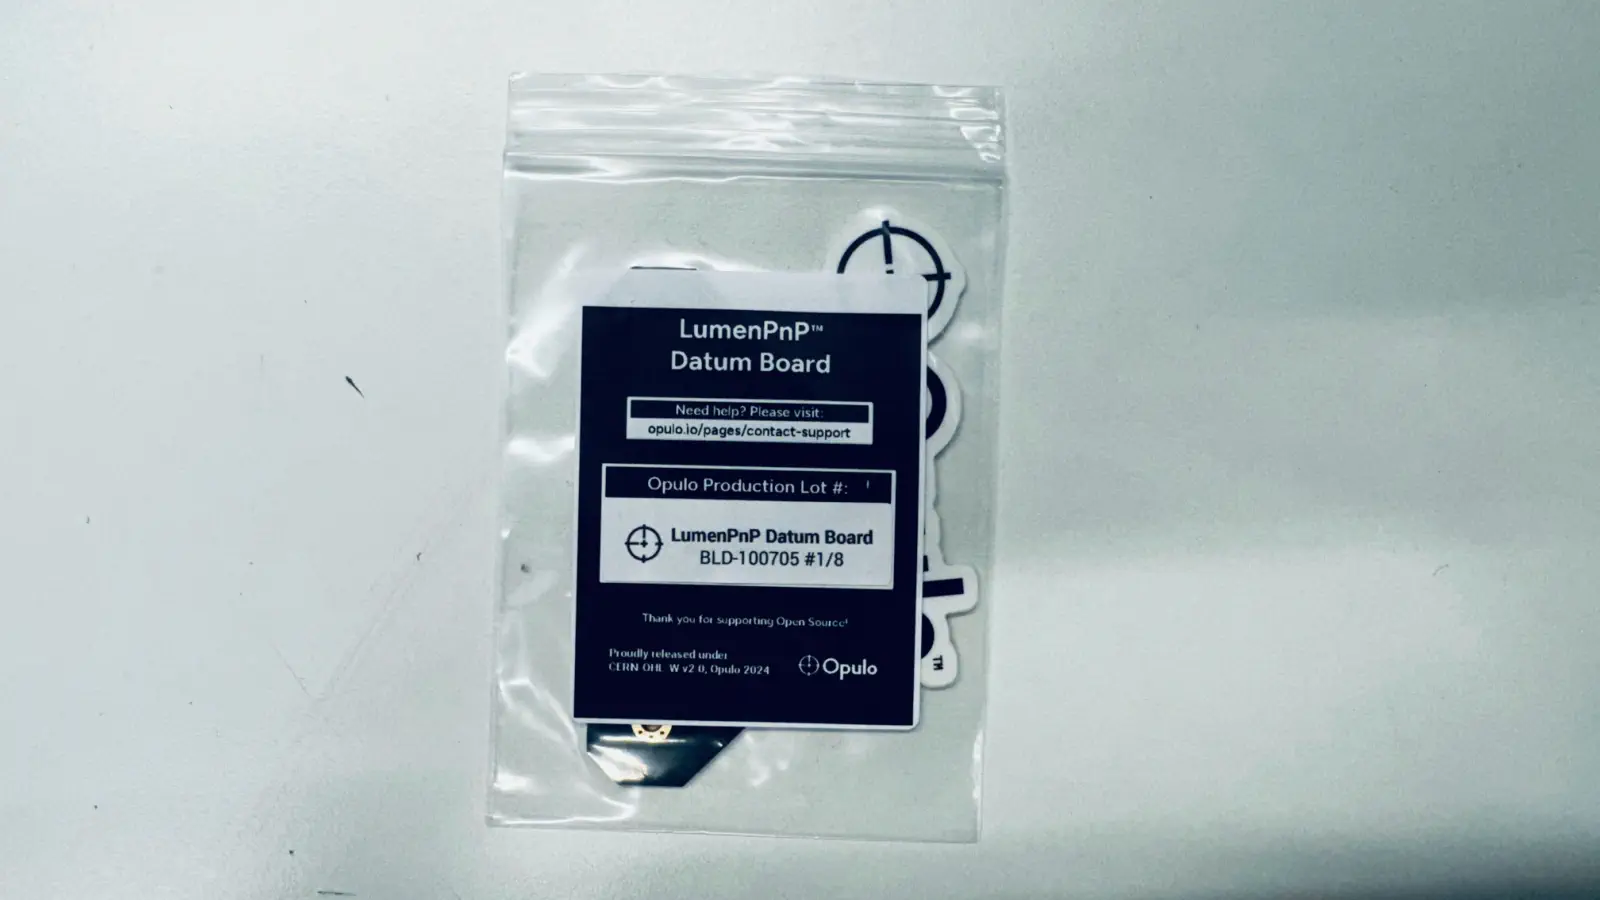 LumenPnP™
Datum Board
Need help? Please visit:
opulo.io/pages/contact-support
Opulo Production Lot #:
LumenPnP Datum Board
BLD-100705 #1/8
Thank you for supporting Open Source!
Proudly released under
CERN OHL W v2.0, Opulo 2024
Opulo
TM